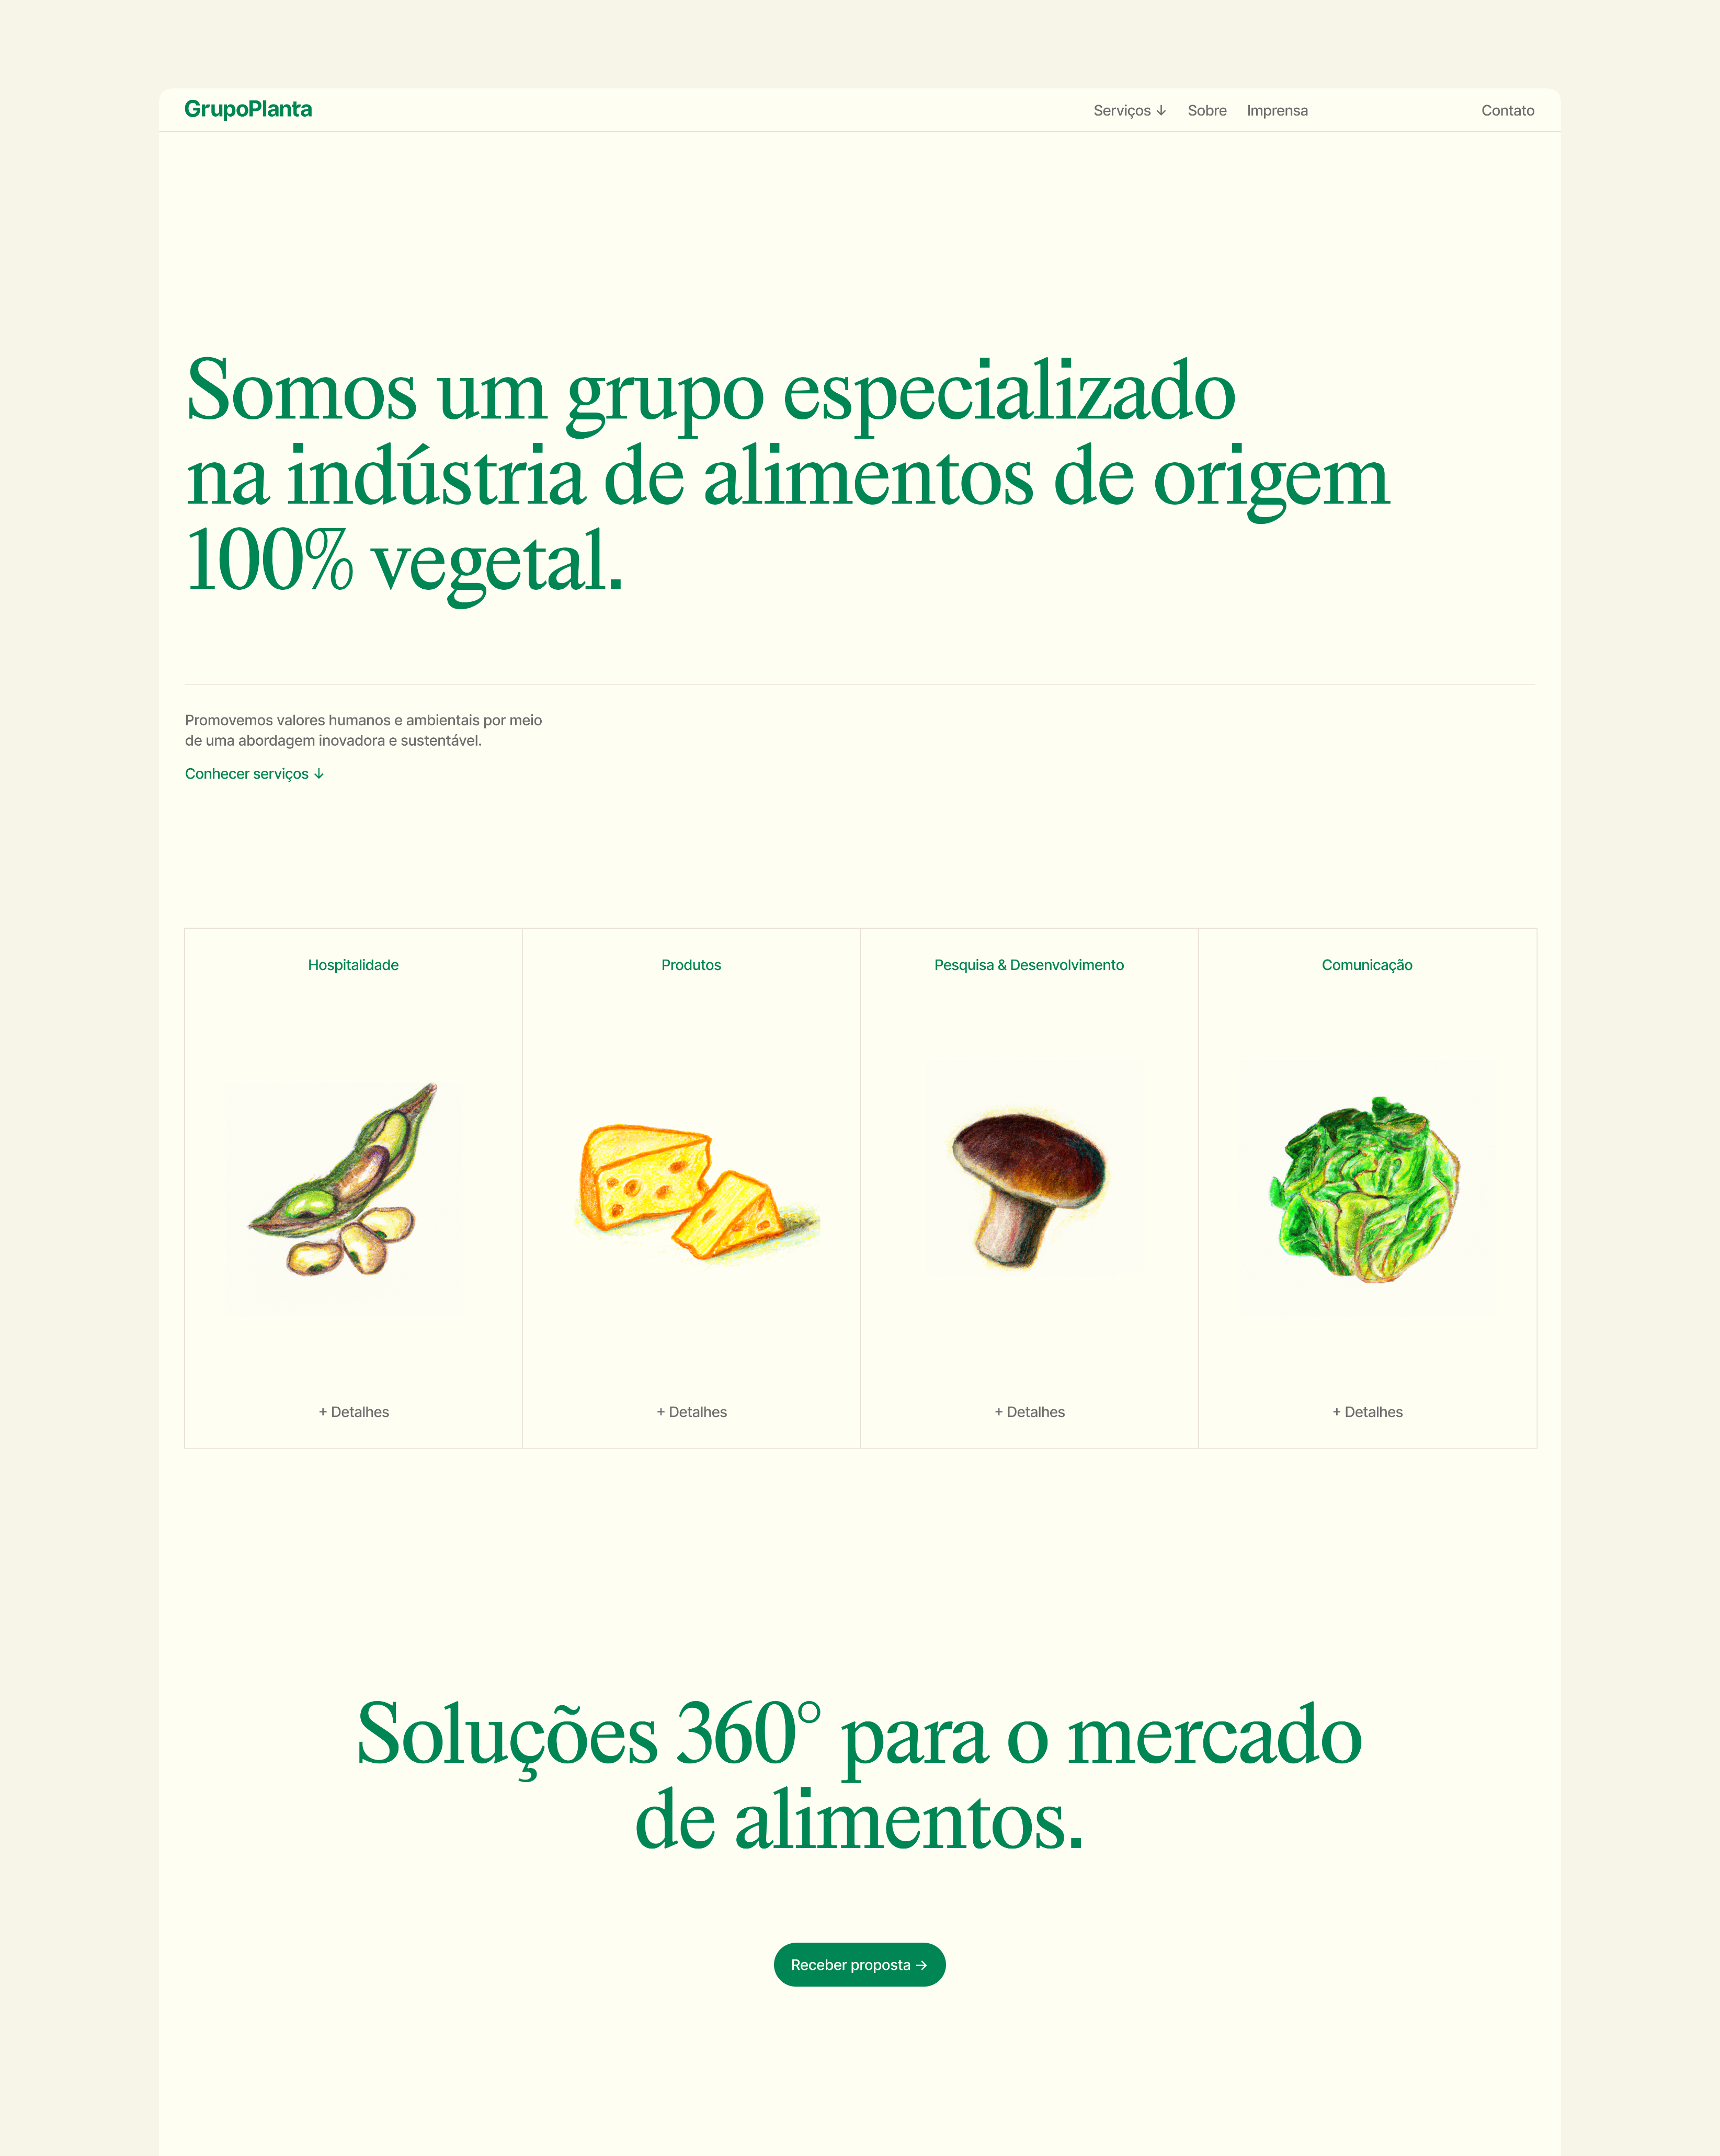 GrupoPlanta
Serviços ↓ Sobre Imprensa Contato
Somos um grupo especializado
na indústria de alimentos de origem
100% vegetal.
Promovemos valores humanos e ambientais por meio
de uma abordagem inovadora e sustentável.
Conhecer serviços ↓
Hospitalidade
Produtos
Pesquisa & Desenvolvimento
Comunicação
+ Detalhes
+ Detalhes
+ Detalhes
+ Detalhes
Soluções 360° para o mercado
de alimentos.
Receber proposta →